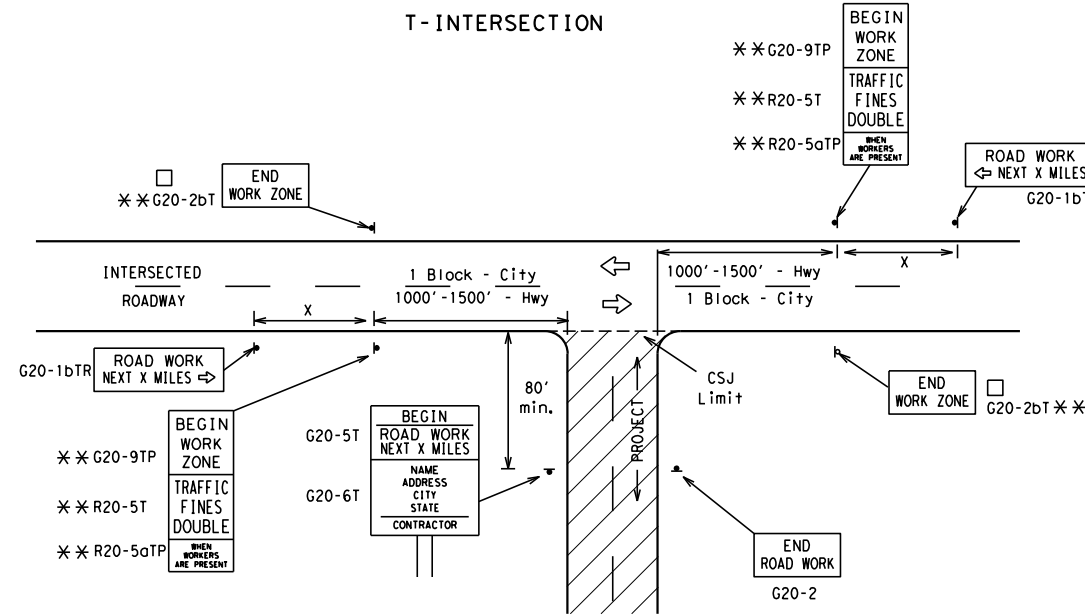 T-INTERSECTION
BEGIN
WORK
ZONE
**G20-9TP
TRAFFIC
FINES
DOUBLE
**R20-5T
WHEN
WORKERS
ARE PRESENT
**R20-5aTP
ROAD WORK
⇦ NEXT X MILES
G20-1bT
END
WORK ZONE
□
**G20-2bT
INTERSECTED
ROADWAY
1 Block - City
1000'-1500' - Hwy
X
1000'-1500' - Hwy
1 Block - City
X
G20-1bTR
ROAD WORK
NEXT X MILES ⇨
80'
min.
CSJ
Limit
PROJECT
END
WORK ZONE
□
G20-2bT **
BEGIN
WORK
ZONE
** G20-9TP
TRAFFIC
FINES
DOUBLE
** R20-5T
WHEN
WORKERS
ARE PRESENT
** R20-5aTP
BEGIN
ROAD WORK
NEXT X MILES
G20-5T
NAME
ADDRESS
CITY
STATE
CONTRACTOR
G20-6T
END
ROAD WORK
G20-2